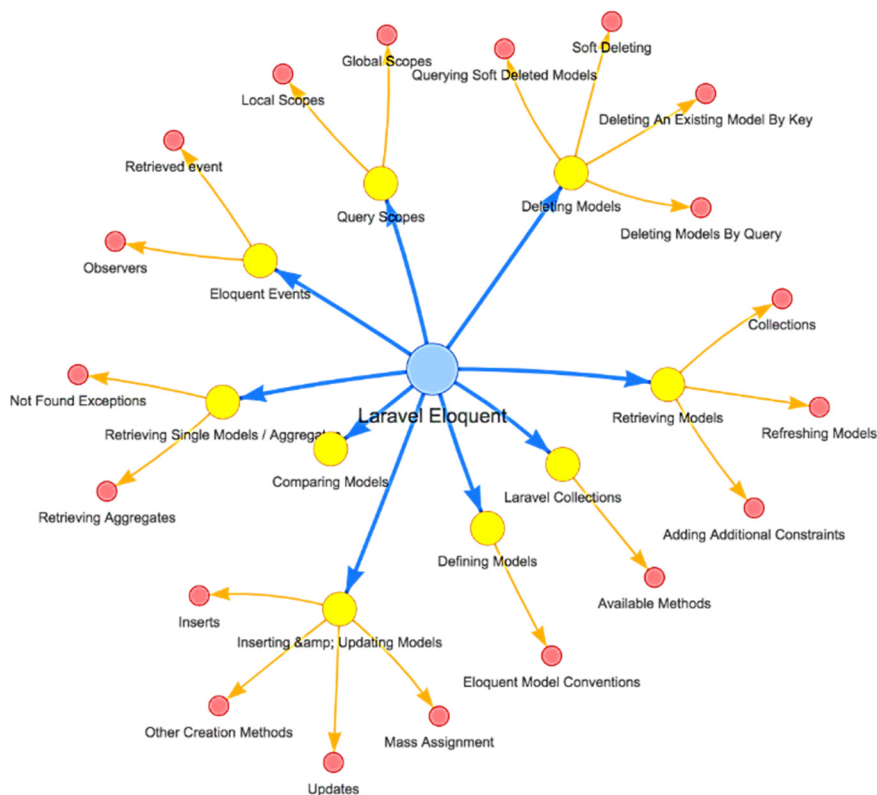 Soft Deleting
Global Scopes
Querying Soft Deleted Models
Local Scopes
Deleting An Existing Model By Key
Retrieved event
Deleting Models
Query Scopes
Deleting Models By Query
Observers
Eloquent Events
Collections
Not Found Exceptions
Laravel Eloquent
Retrieving Models
Retrieving Single Models / Aggregates
Refreshing Models
Comparing Models
Laravel Collections
Retrieving Aggregates
Adding Additional Constraints
Defining Models
Available Methods
Inserts
Inserting &amp; Updating Models
Eloquent Model Conventions
Other Creation Methods
Mass Assignment
Updates